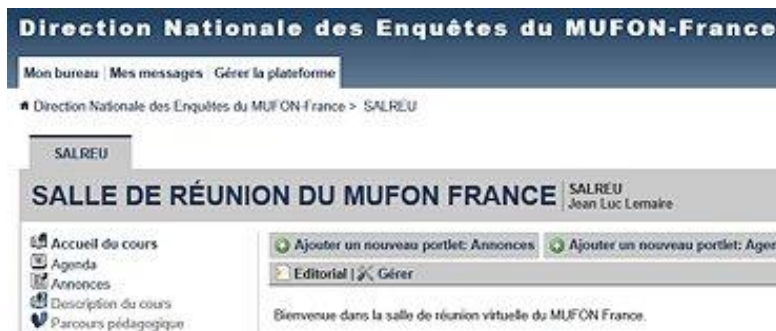 Direction Nationale des Enquêtes du MUFON-France
Mon bureau | Mes messages Gérer la plateforme
Direction Nationale des Enquêtes du MUFON-France > SALREU
SALREU
SALLE DE RÉUNION DU MUFON FRANCE
SALREU
Jean Luc Lemaire
Accueil du cours
Agenda
Annonces
Description du cours
Parcours pédagogique
Ajouter un nouveau portlet: Annonces
Ajouter un nouveau portlet: Agen
Editorial | Gérer
Bienvenue dans la salle de réunion virtuelle du MUFON France.